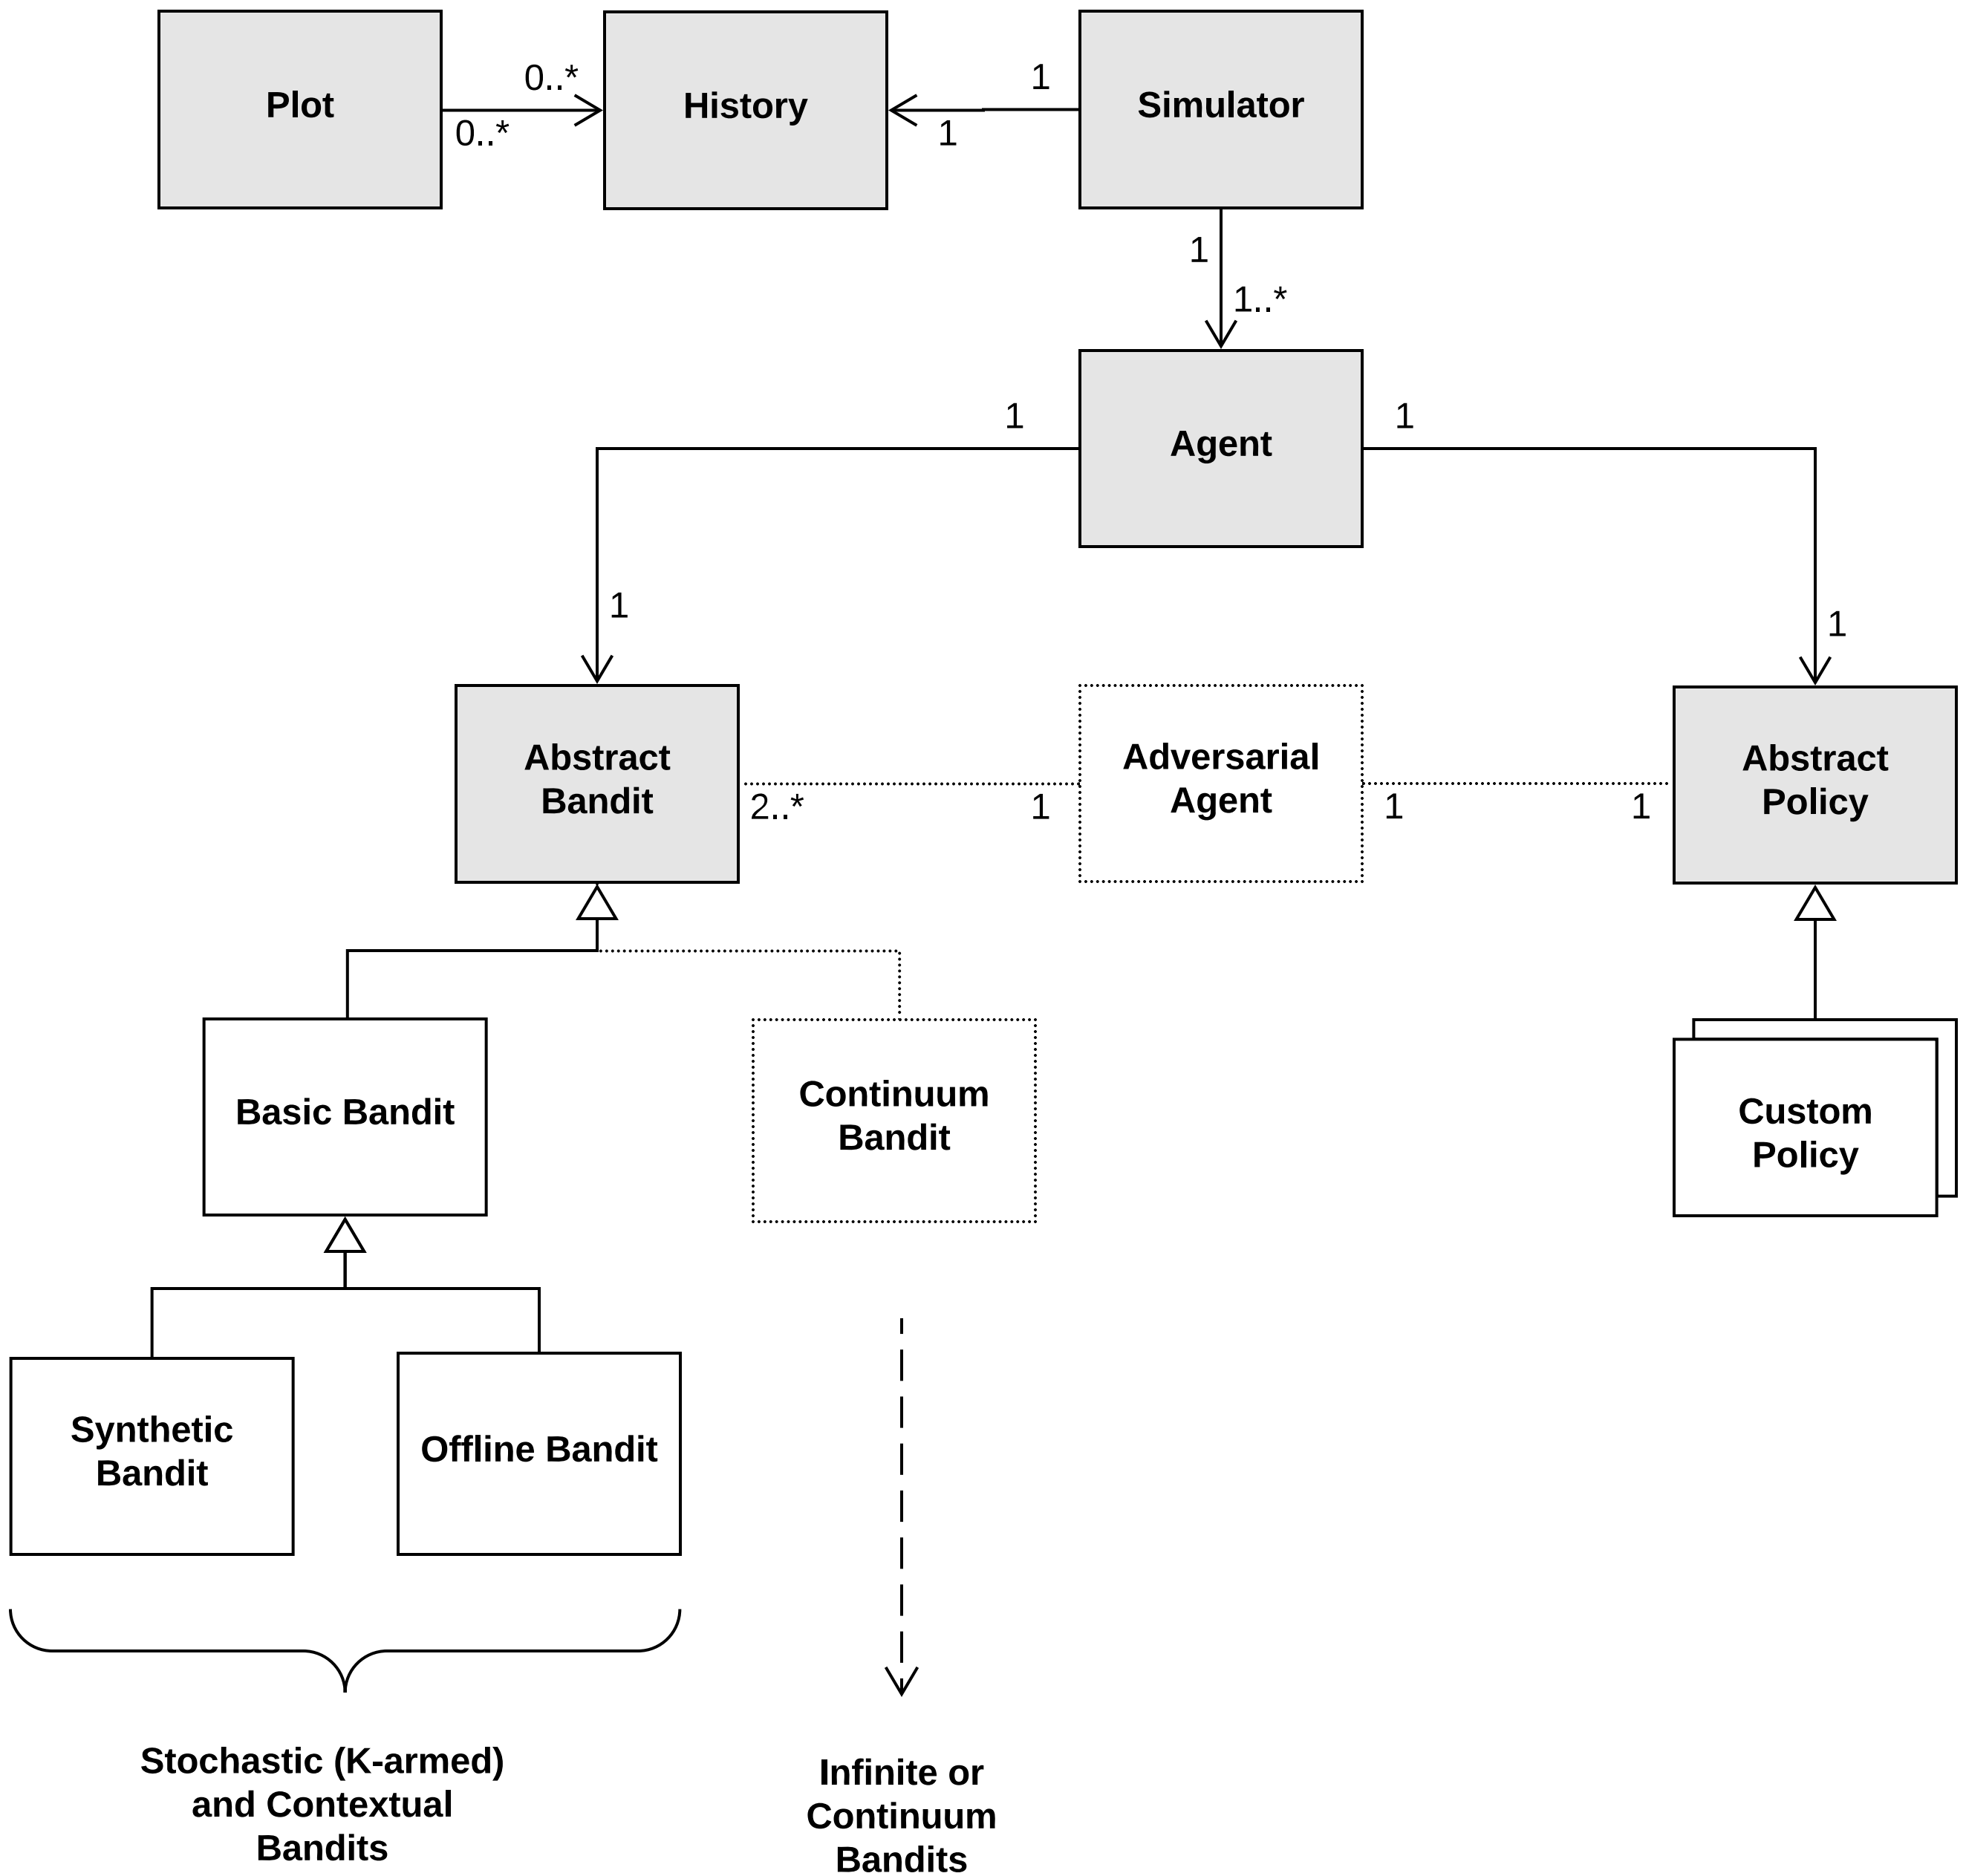 0..*
1
Plot
History
Simulator
0..*
1
1
1..*
1
1
Agent
1
1
Abstract
Bandit
Adversarial
Agent
Abstract
Policy
2..*
1
1
1
Basic Bandit
Continuum
Bandit
Custom
Policy
Synthetic
Bandit
Offline Bandit
Stochastic (K-armed)
and Contextual
Bandits
Infinite or
Continuum
Bandits